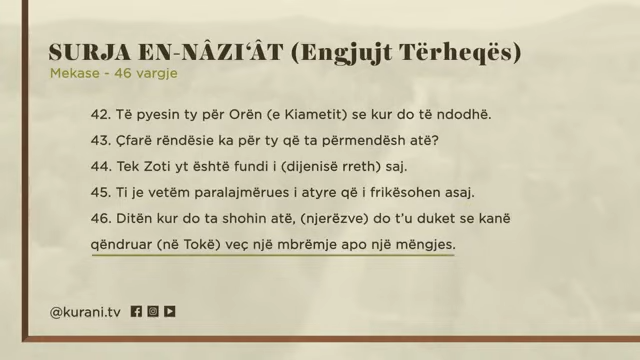 SURJA EN-NÂZI‘ÂT (Engjujt Tërheqës)
Mekase - 46 vargje
42. Të pyesin ty për Orën (e Kiametit) se kur do të ndodhë.
43. Çfarë rëndësie ka për ty që ta përmendësh atë?
44. Tek Zoti yt është fundi i (dijenisë rreth) saj.
45. Ti je vetëm paralajmërues i atyre që i frikësohen asaj.
46. Ditën kur do ta shohin atë, (njerëzve) do t’u duket se kanë
qëndruar (në Tokë) veç një mbrëmje apo një mëngjes.
@kurani.tv